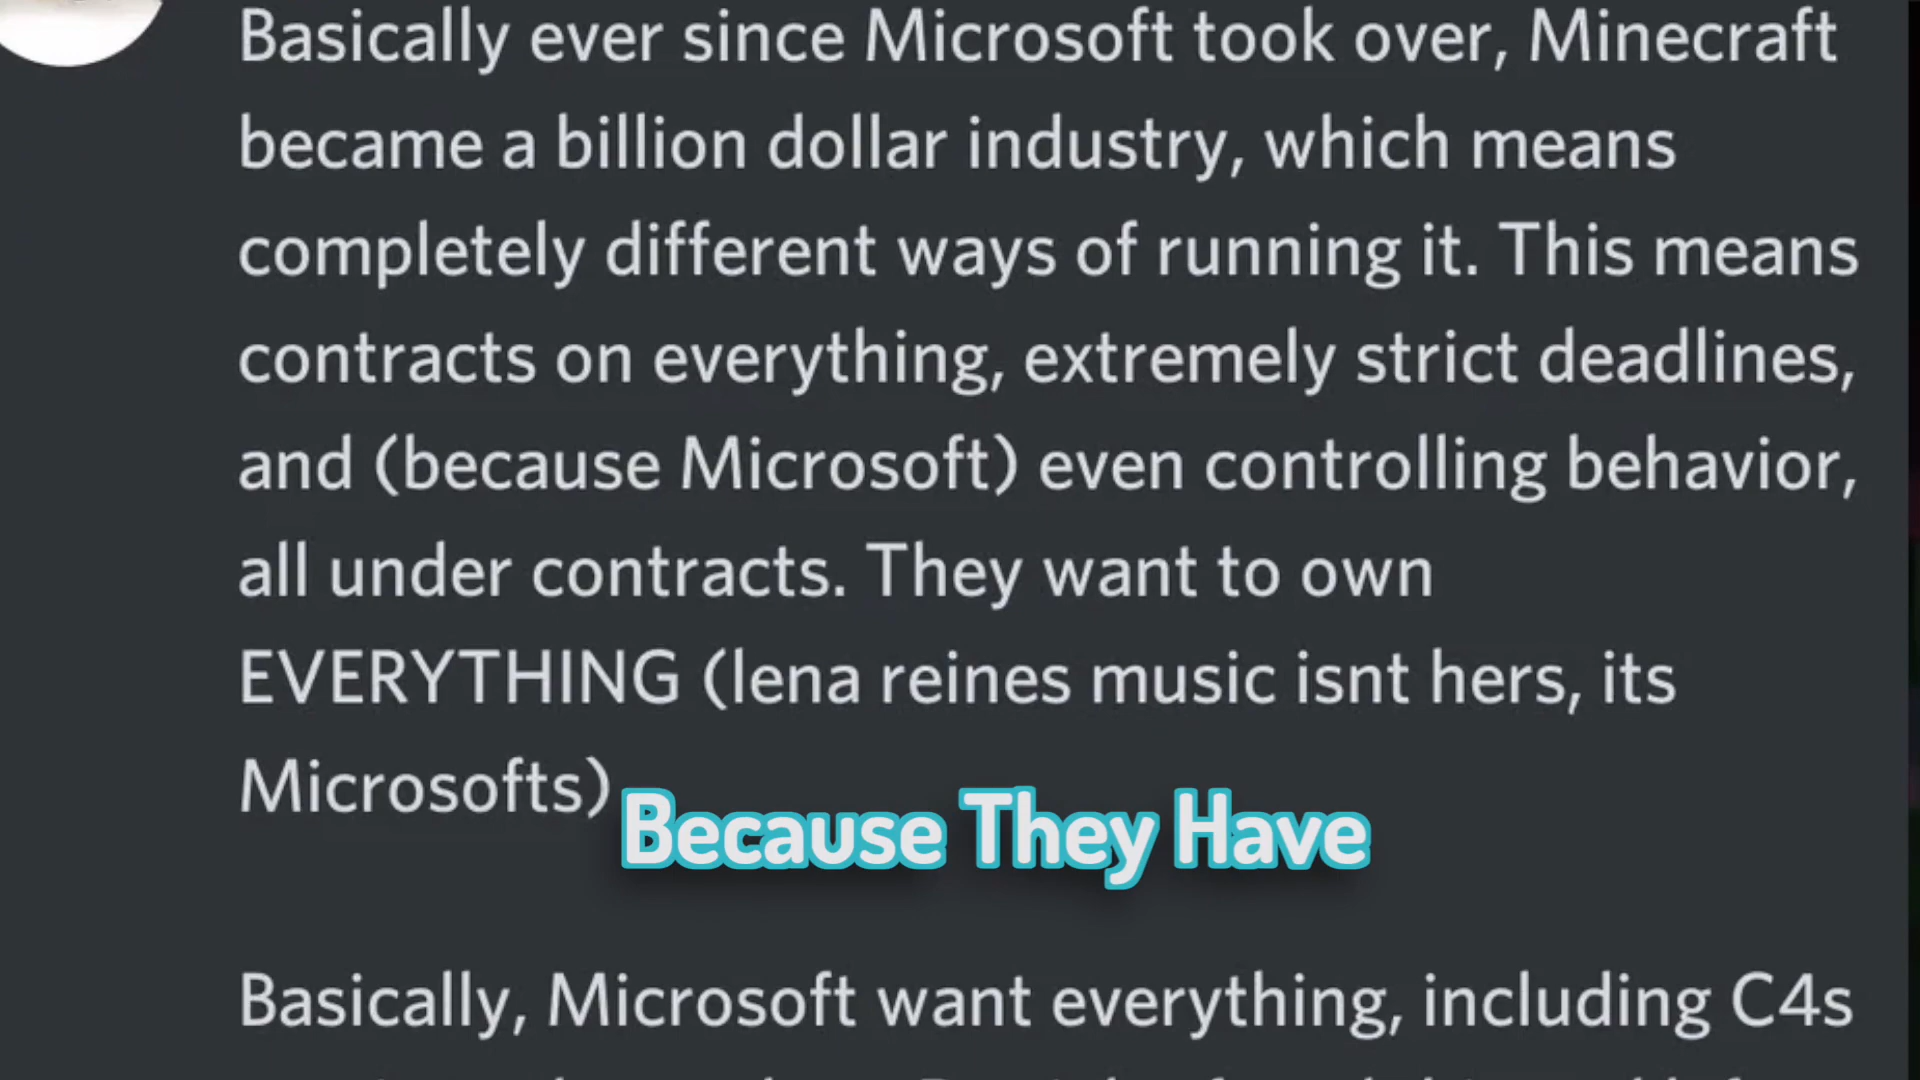 Basically ever since Microsoft took over, Minecraft
became a billion dollar industry, which means
completely different ways of running it. This means
contracts on everything, extremely strict deadlines,
and (because Microsoft) even controlling behavior,
all under contracts. They want to own
EVERYTHING (lena reines music isnt hers, its
Microsofts)
Because They Have
Basically, Microsoft want everything, including C4s